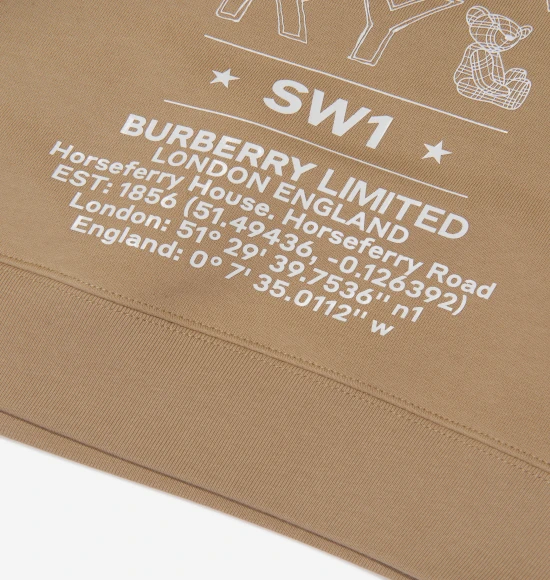 RY
★ SW1 ★
BURBERRY LIMITED
LONDON ENGLAND
Horseferry House. Horseferry Road
EST: 1856 (51.49436, -0.126392)
London: 51° 29' 39.7536'' n1
England: 0° 7' 35.0112'' w